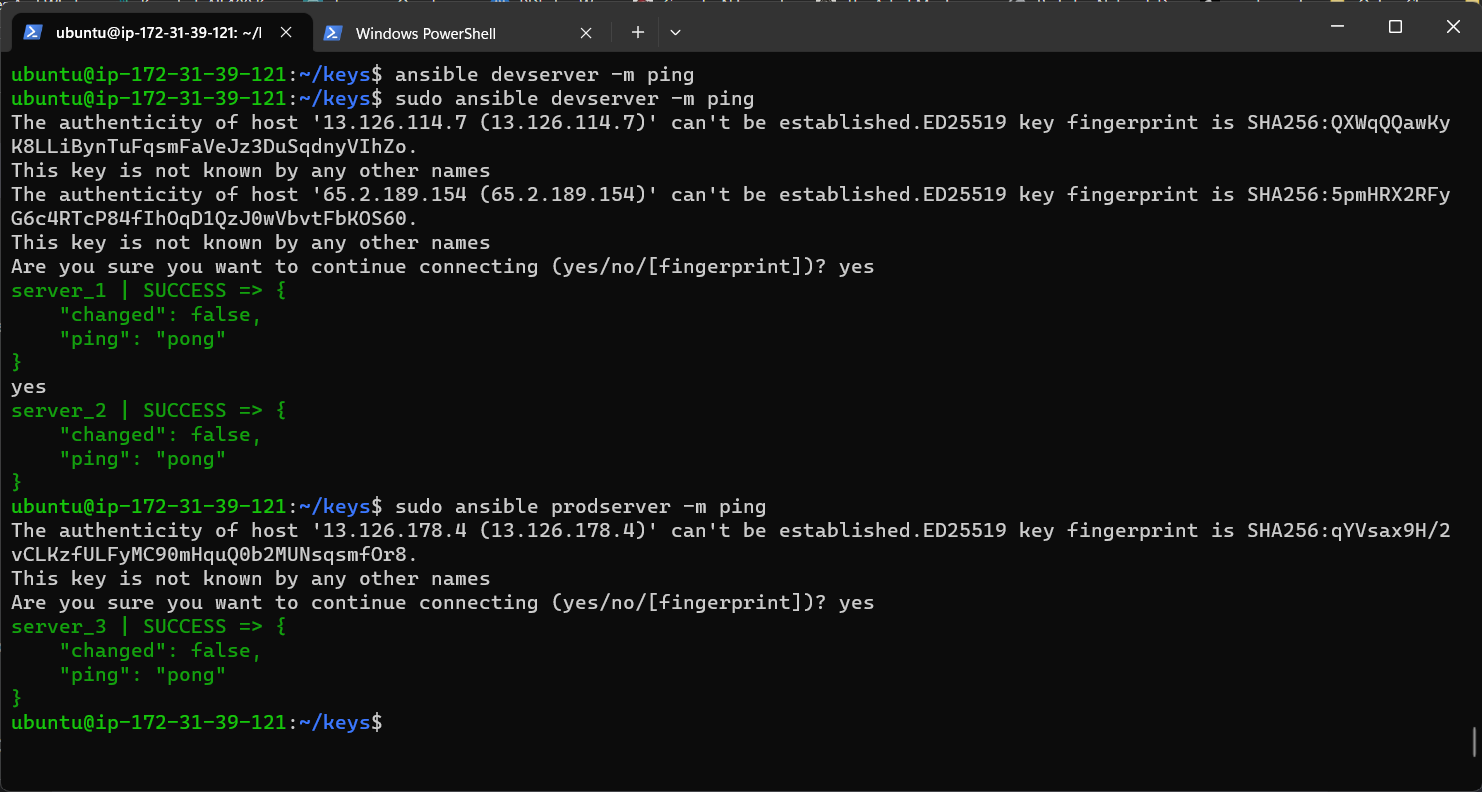 ubuntu@ip-172-31-39-121: ~/l
Windows PowerShell
ubuntu@ip-172-31-39-121:~/keys$ ansible devserver -m ping
ubuntu@ip-172-31-39-121:~/keys$ sudo ansible devserver -m ping
The authenticity of host '13.126.114.7 (13.126.114.7)' can't be established.ED25519 key fingerprint is SHA256:QXWqQQawKy
K8LLiBynTuFqsmFaVeJz3DuSqdnyVIhZo.
This key is not known by any other names
The authenticity of host '65.2.189.154 (65.2.189.154)' can't be established.ED25519 key fingerprint is SHA256:5pmHRX2RFy
G6c4RTcP84fIhOqD1QzJ0wVbvtFbKOS60.
This key is not known by any other names
Are you sure you want to continue connecting (yes/no/[fingerprint])? yes
server_1 | SUCCESS => {
    "changed": false,
    "ping": "pong"
}
yes
server_2 | SUCCESS => {
    "changed": false,
    "ping": "pong"
}
ubuntu@ip-172-31-39-121:~/keys$ sudo ansible prodserver -m ping
The authenticity of host '13.126.178.4 (13.126.178.4)' can't be established.ED25519 key fingerprint is SHA256:qYVsax9H/2
vCLKzfULFyMC90mHquQ0b2MUNsqsmfOr8.
This key is not known by any other names
Are you sure you want to continue connecting (yes/no/[fingerprint])? yes
server_3 | SUCCESS => {
    "changed": false,
    "ping": "pong"
}
ubuntu@ip-172-31-39-121:~/keys$